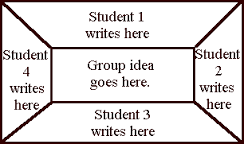 Student 1
writes here
Student
4
writes
here
Group idea
goes here.
Student
2
writes
here
Student 3
writes here